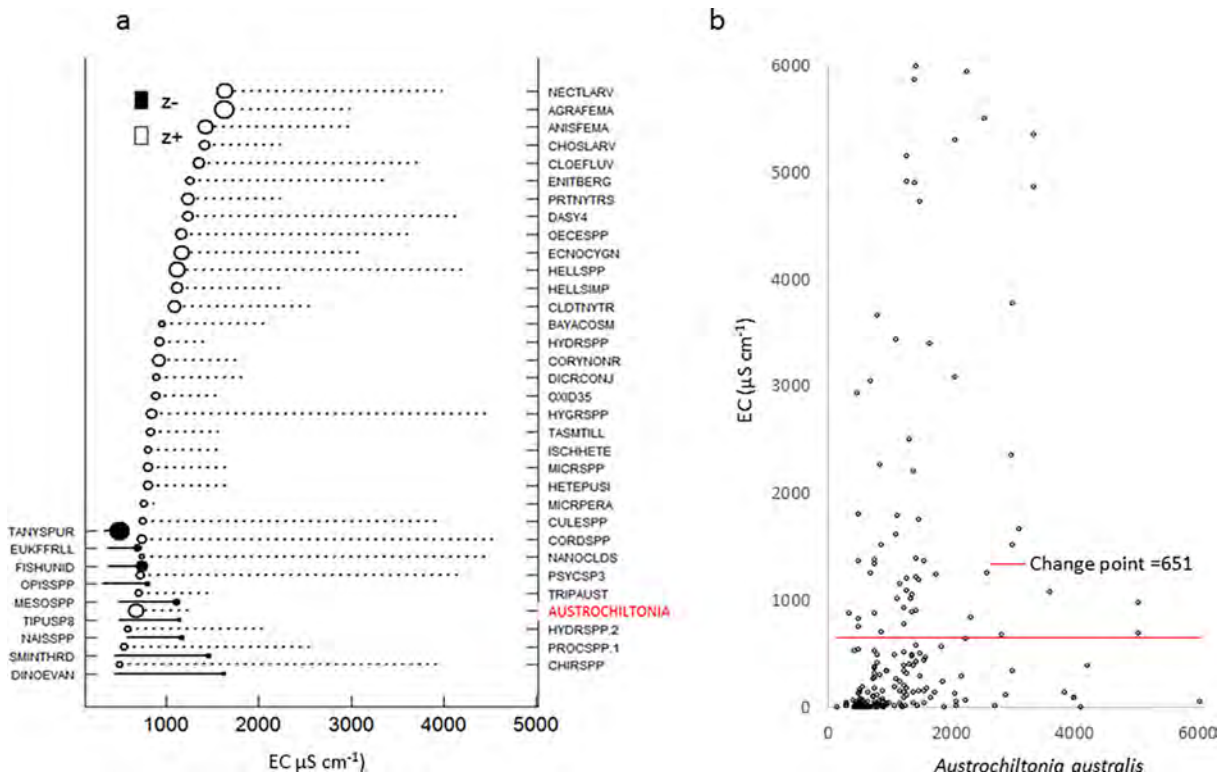 a
z-
z+
NECTLARV
AGRAFEMA
ANISFEMA
CHOSLARV
CLOEFLUV
ENITBERG
PRTNYTRS
DASY4
OECESPP
ECNOCYGN
HELLSPP
HELLSIMP
CLDTNYTR
BAYACOSM
HYDRSPP
CORYNONR
DICRCONJ
OXID35
HYGRSPP
TASMTILL
ISCHHETE
MICRSPP
HETEPUSI
MICRPERA
CULESPP
CORDSPP
NANOCLDS
PSYCSP3
TRIPAUST
AUSTROCHILTONIA
HYDRSPP.2
PROCSPP.1
CHIRSPP
TANYSPUR
EUKFFRLL
FISHUNID
OPISSPP
MESOSPP
TIPUSP8
NAISSPP
SMINTHRD
DINOEVAN
1000 2000 3000 4000 5000
EC µS cm⁻¹)
b
6000
5000
4000
3000
2000
1000
0
EC (µS cm⁻¹)
Change point =651
0 2000 4000 6000
Austrochiltonia australis